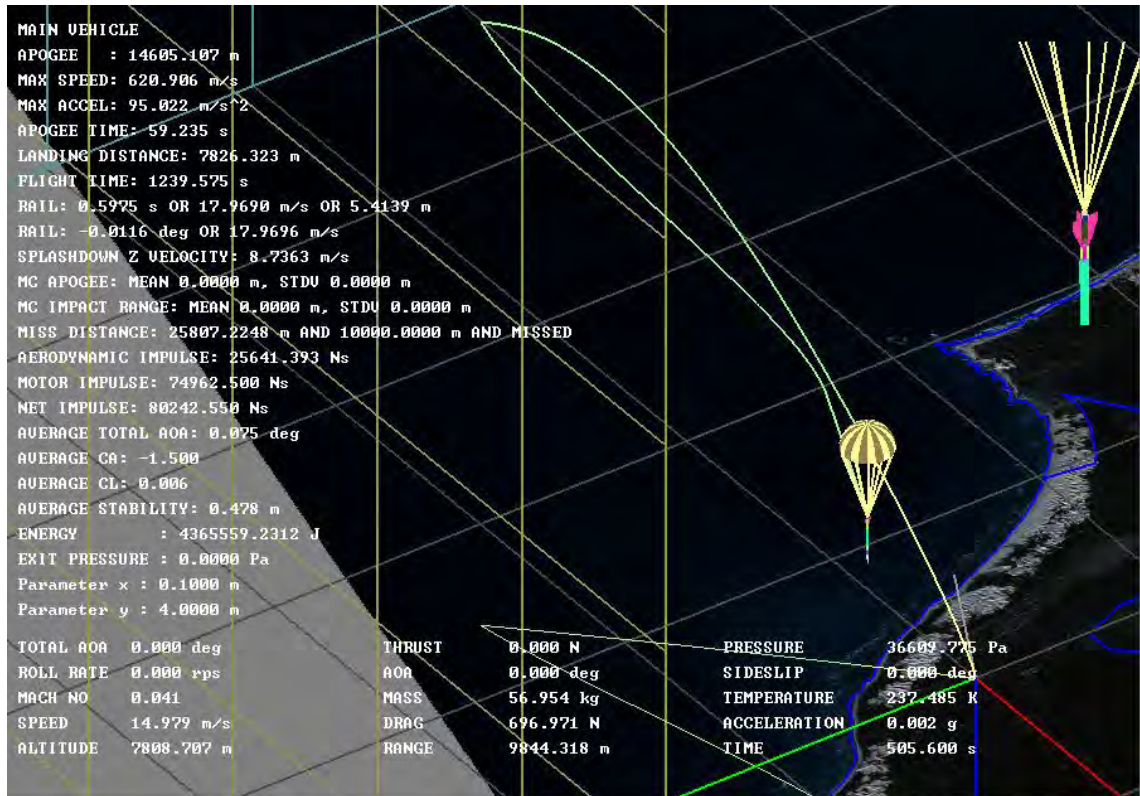 MAIN VEHICLE
APOGEE : 14605.107 m
MAX SPEED: 620.906 m/s
MAX ACCEL: 95.022 m/s^2
APOGEE TIME: 59.235 s
LANDING DISTANCE: 7826.323 m
FLIGHT TIME: 1239.575 s
RAIL: 0.5975 s OR 17.9690 m/s OR 5.4139 m
RAIL: -0.0116 deg OR 17.9696 m/s
SPLASHDOWN Z VELOCITY: 8.7363 m/s
MC APOGEE: MEAN 0.0000 m, STDV 0.0000 m
MC IMPACT RANGE: MEAN 0.0000 m, STDV 0.0000 m
MISS DISTANCE: 25807.2248 m AND 10000.0000 m AND MISSED
AERODYNAMIC IMPULSE: 25641.393 Ns
MOTOR IMPULSE: 74962.500 Ns
NET IMPULSE: 80242.550 Ns
AVERAGE TOTAL AOA: 0.075 deg
AVERAGE CA: -1.500
AVERAGE CL: 0.006
AVERAGE STABILITY: 0.478 m
ENERGY : 4365559.2312 J
EXIT PRESSURE : 0.0000 Pa
Parameter x : 0.1000 m
Parameter y : 4.0000 m
TOTAL AOA 0.000 deg THRUST 0.000 N PRESSURE 36609.775 Pa
ROLL RATE 0.000 rps AOA 0.000 deg SIDESLIP 0.000 deg
MACH NO 0.041 MASS 56.954 kg TEMPERATURE 237.485 K
SPEED 14.979 m/s DRAG 696.971 N ACCELERATION 0.002 g
ALTITUDE 7808.707 m RANGE 9844.318 m TIME 505.600 s